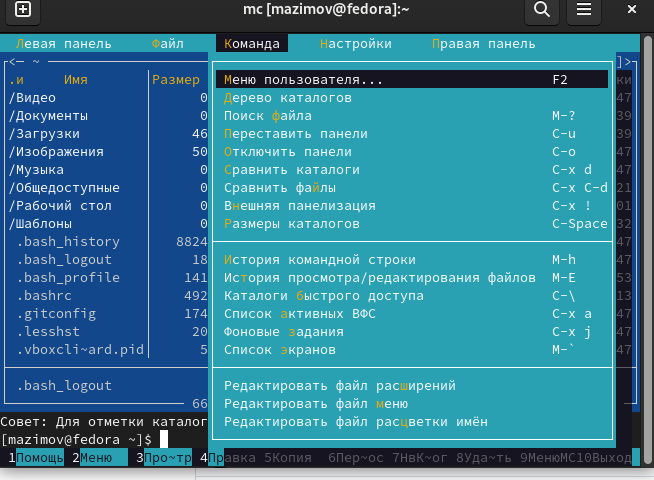 mc [mazimov@fedora]:~
Левая панель Файл Команда Настройки Правая панель
<─ ~ ]>
.и Имя Размер Меню пользователя... F2 ки
/Видео 0 Дерево каталогов 47
/Документы 0 Поиск файла M-? 39
/Загрузки 46 Переставить панели C-u 39
/Изображения 50 Отключить панели C-o 47
/Музыка 0 Сравнить каталоги C-x d 47
/Общедоступные 0 Сравнить файлы C-x C-d 21
/Рабочий стол 0 Внешняя панелизация C-x ! 01
/Шаблоны 0 Размеры каталогов C-Space 32
.bash_history 8824 47
.bash_logout 18 История командной строки M-h 47
.bash_profile 141 История просмотра/редактирования файлов M-E 53
.bashrc 492 Каталоги быстрого доступа C-\ 13
.gitconfig 174 Список активных ВФС C-x a 47
.lesshst 20 Фоновые задания C-x j 47
.vboxcli~ard.pid 5 Список экранов M-` 47
.bash_logout Редактировать файл расширений
66 Редактировать файл меню
Совет: Для отметки каталог Редактировать файл расцветки имён
[mazimov@fedora ~]$
1Помощь 2Меню 3Про~тр 4Правка 5Копия 6Пер~ос 7НвК~ог 8Уда~ть 9МенюMC10Выход